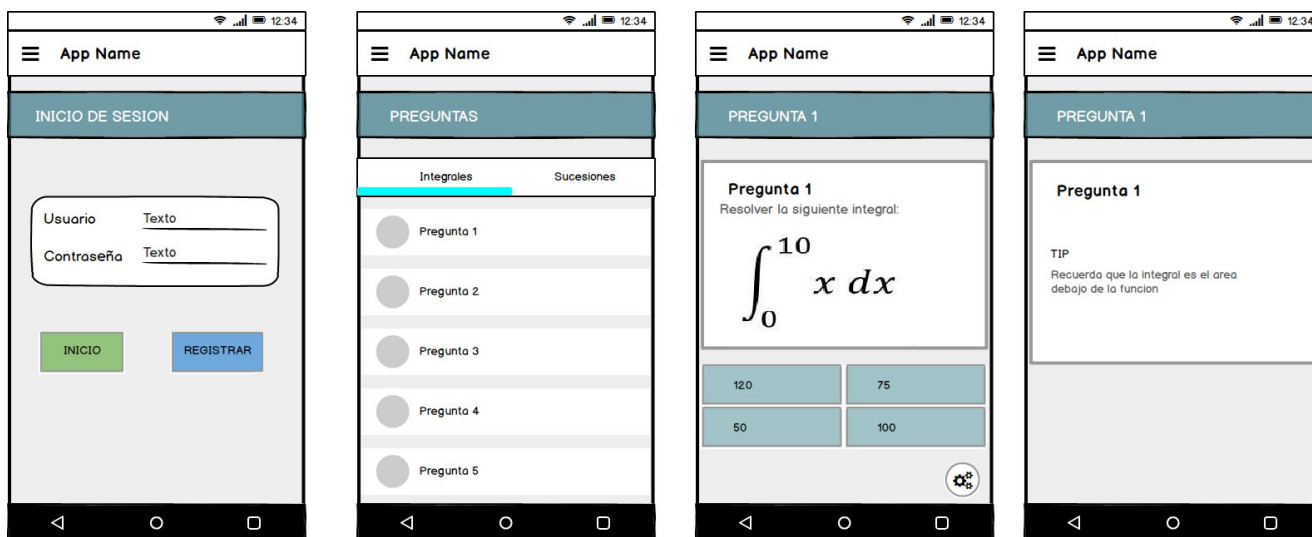 12:34
App Name
INICIO DE SESION
Usuario Texto
Contraseña Texto
INICIO REGISTRAR
12:34
App Name
PREGUNTAS
Integrales Sucesiones
Pregunta 1
Pregunta 2
Pregunta 3
Pregunta 4
Pregunta 5
12:34
App Name
PREGUNTA 1
Pregunta 1
Resolver la siguiente integral:
∫₀¹⁰ x dx
120 75
50 100
12:34
App Name
PREGUNTA 1
Pregunta 1
TIP
Recuerda que la integral es el area
debajo de la funcion